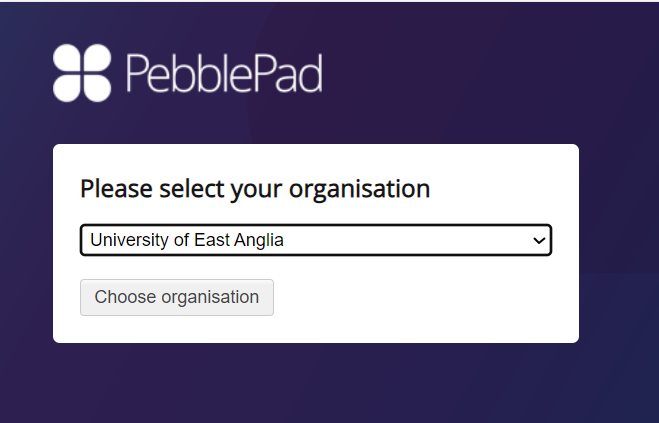 PebblePad
Please select your organisation
University of East Anglia
Choose organisation